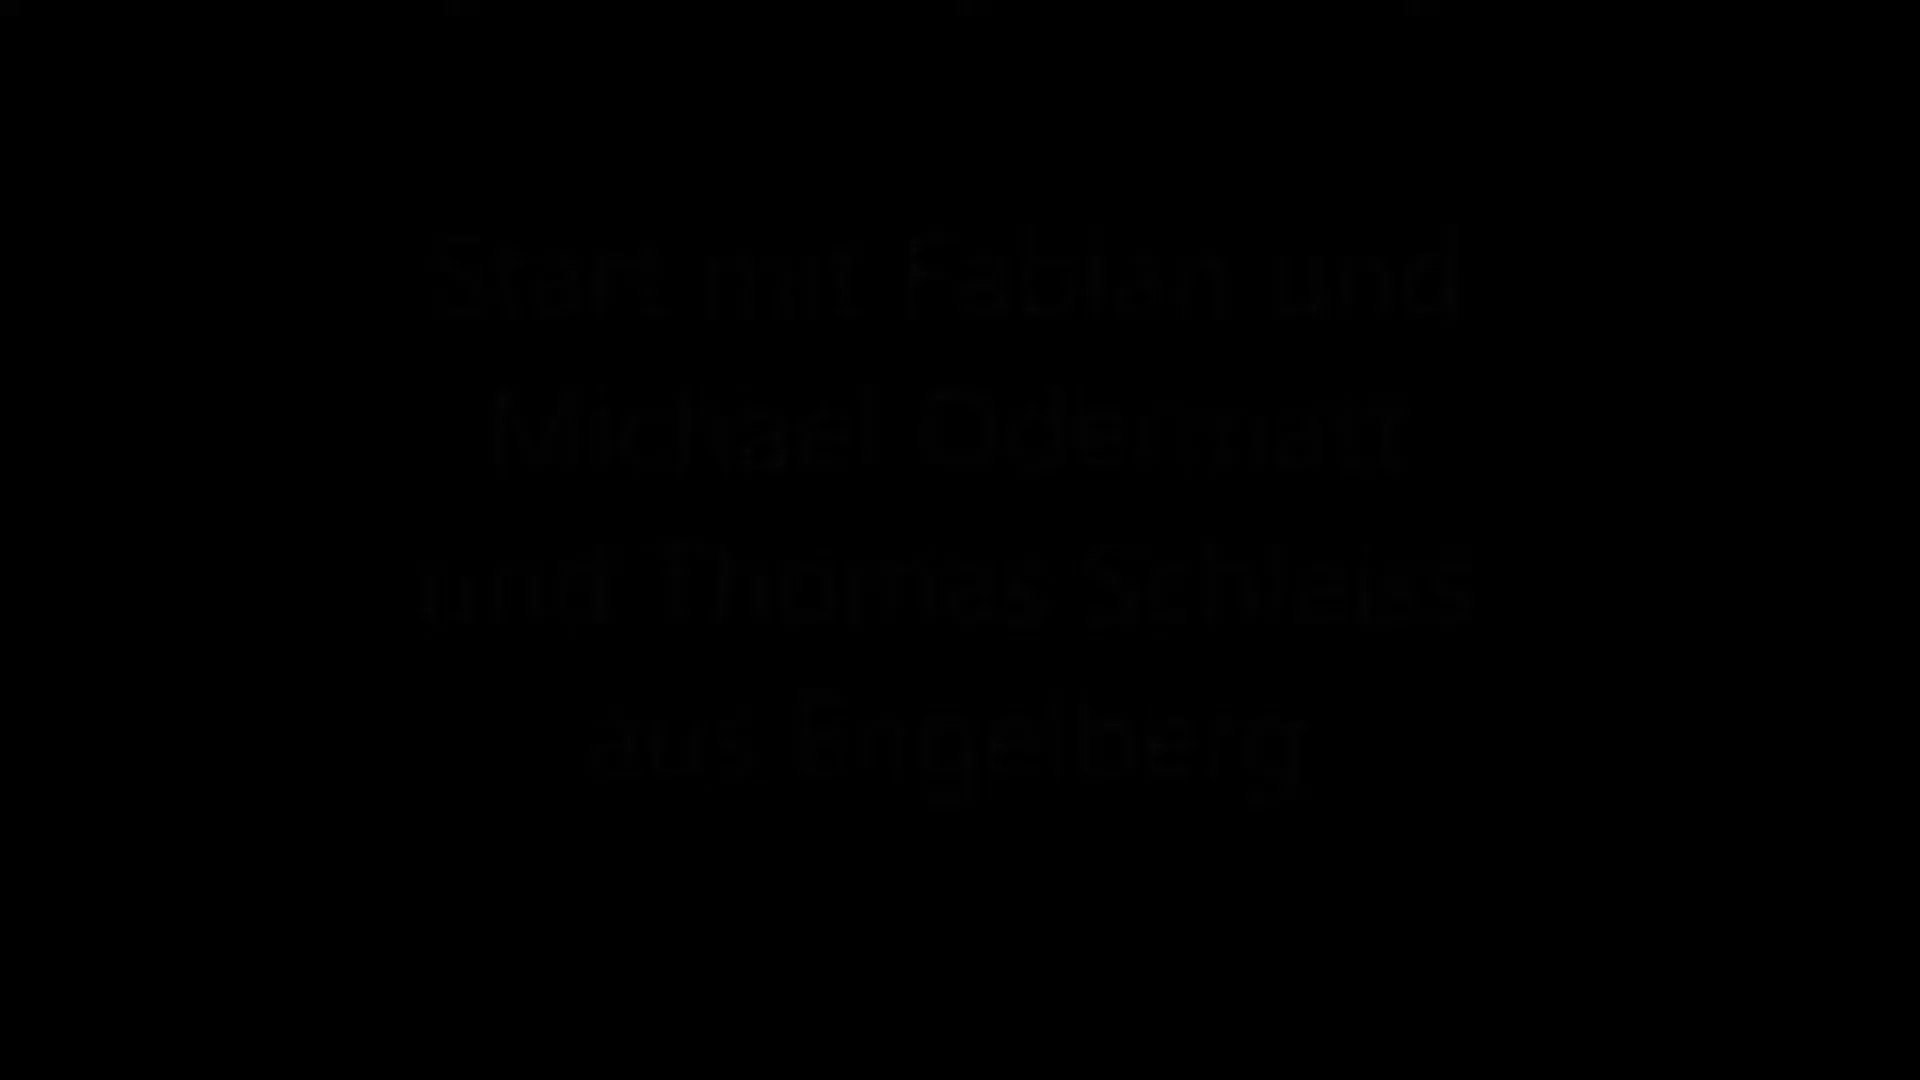 Start mit Fabian und
Michael Odermatt
und Thomas Schleiss
aus Engelberg